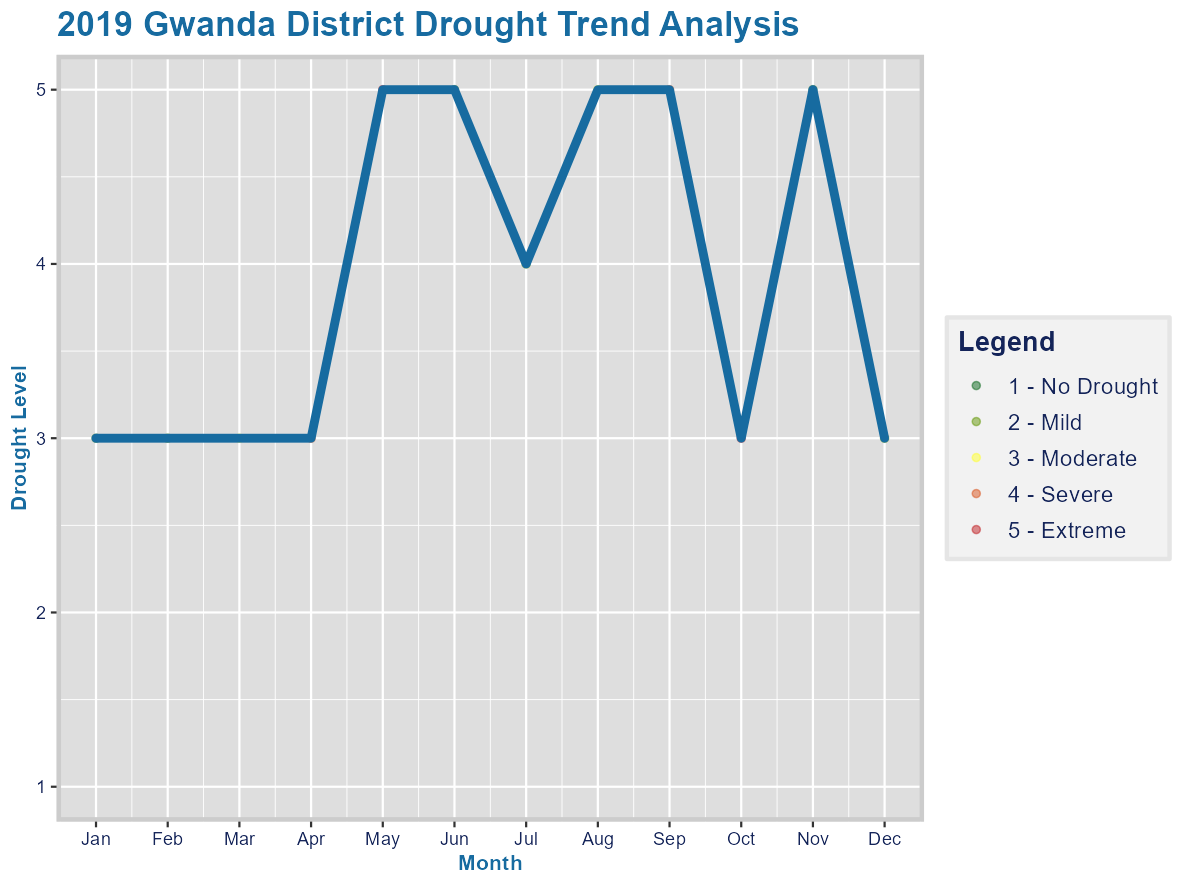 2019 Gwanda District Drought Trend Analysis
Drought Level
5
4
3
2
1
Jan Feb Mar Apr May Jun Jul Aug Sep Oct Nov Dec
Month
Legend
1 - No Drought
2 - Mild
3 - Moderate
4 - Severe
5 - Extreme